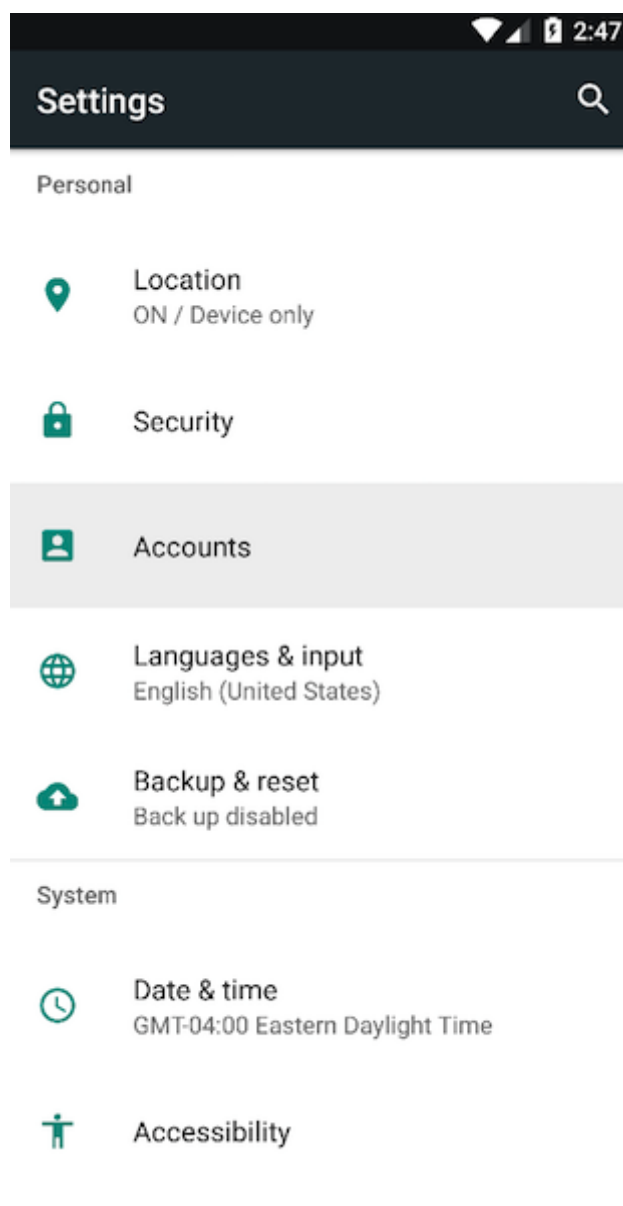 2:47
Settings
Personal
Location
ON / Device only
Security
Accounts
Languages & input
English (United States)
Backup & reset
Back up disabled
System
Date & time
GMT-04:00 Eastern Daylight Time
Accessibility